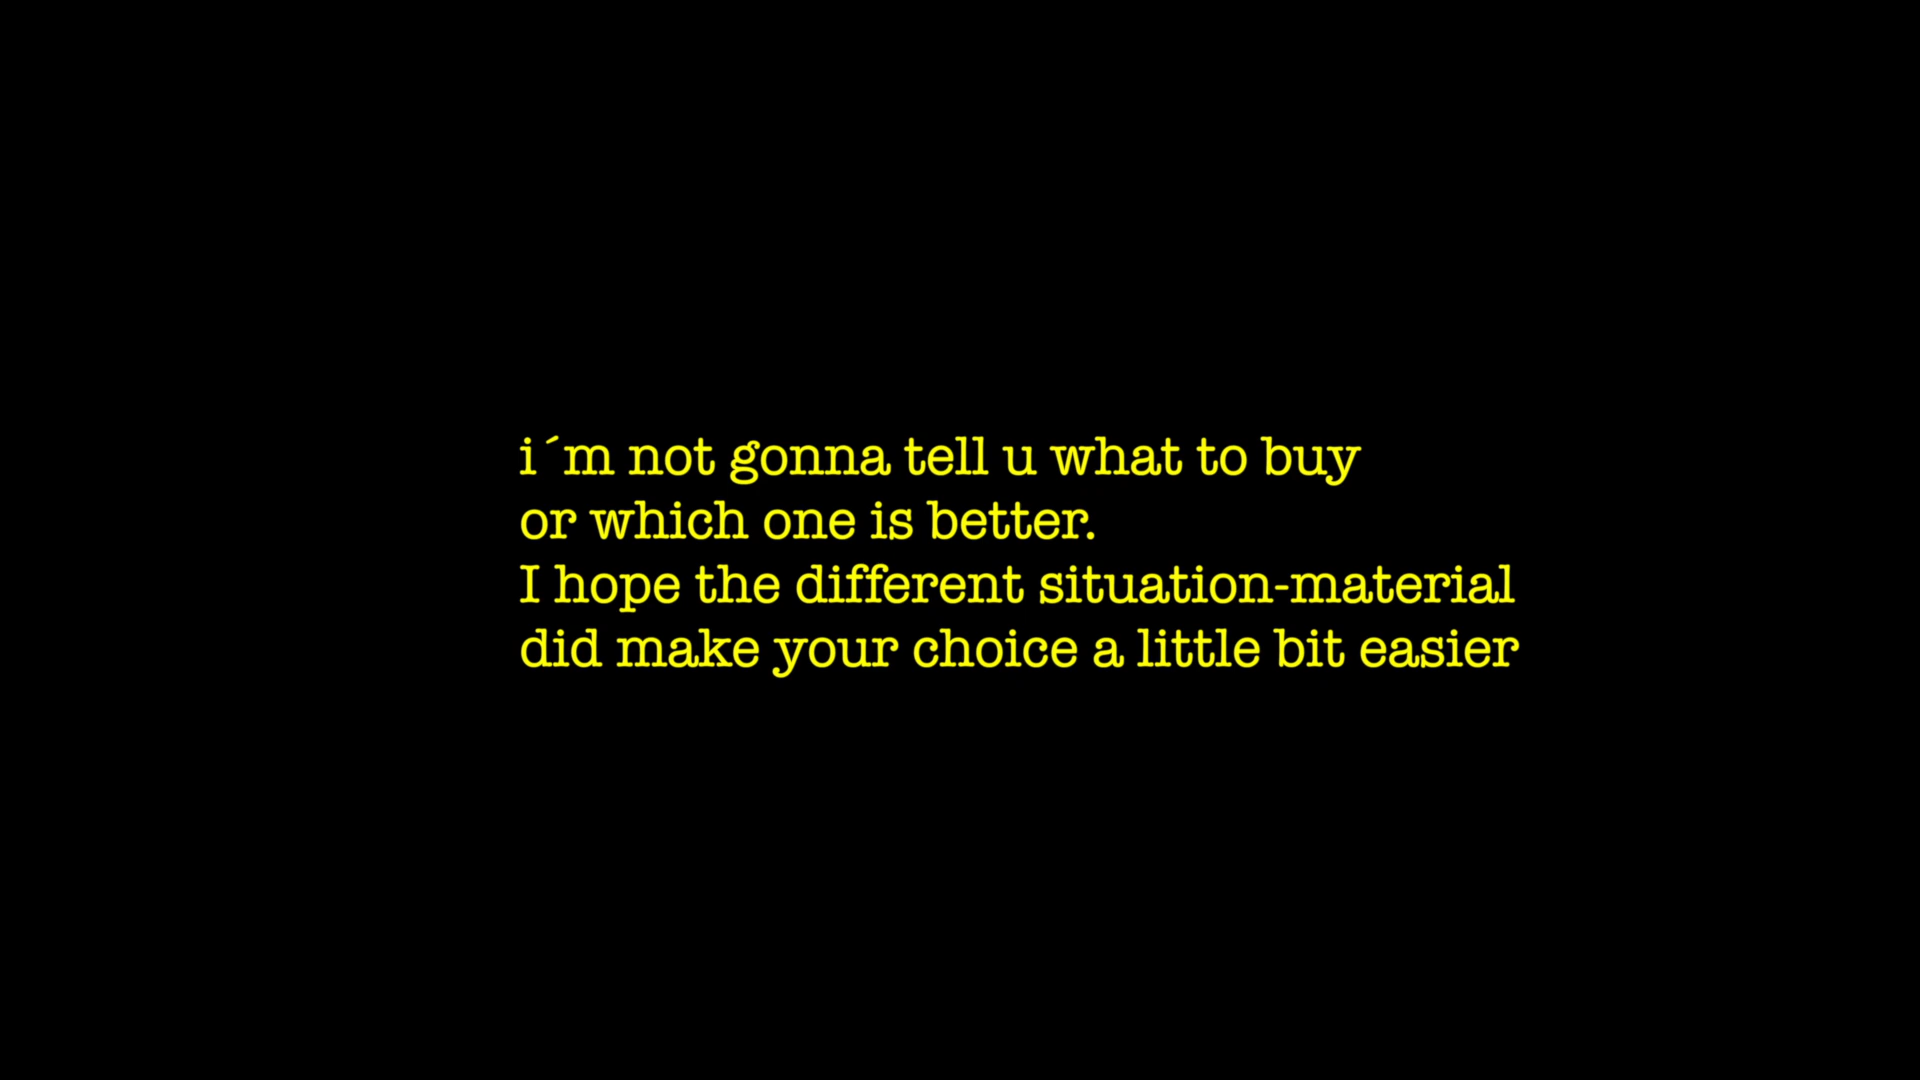 i´m not gonna tell u what to buy
or which one is better.
I hope the different situation-material
did make your choice a little bit easier